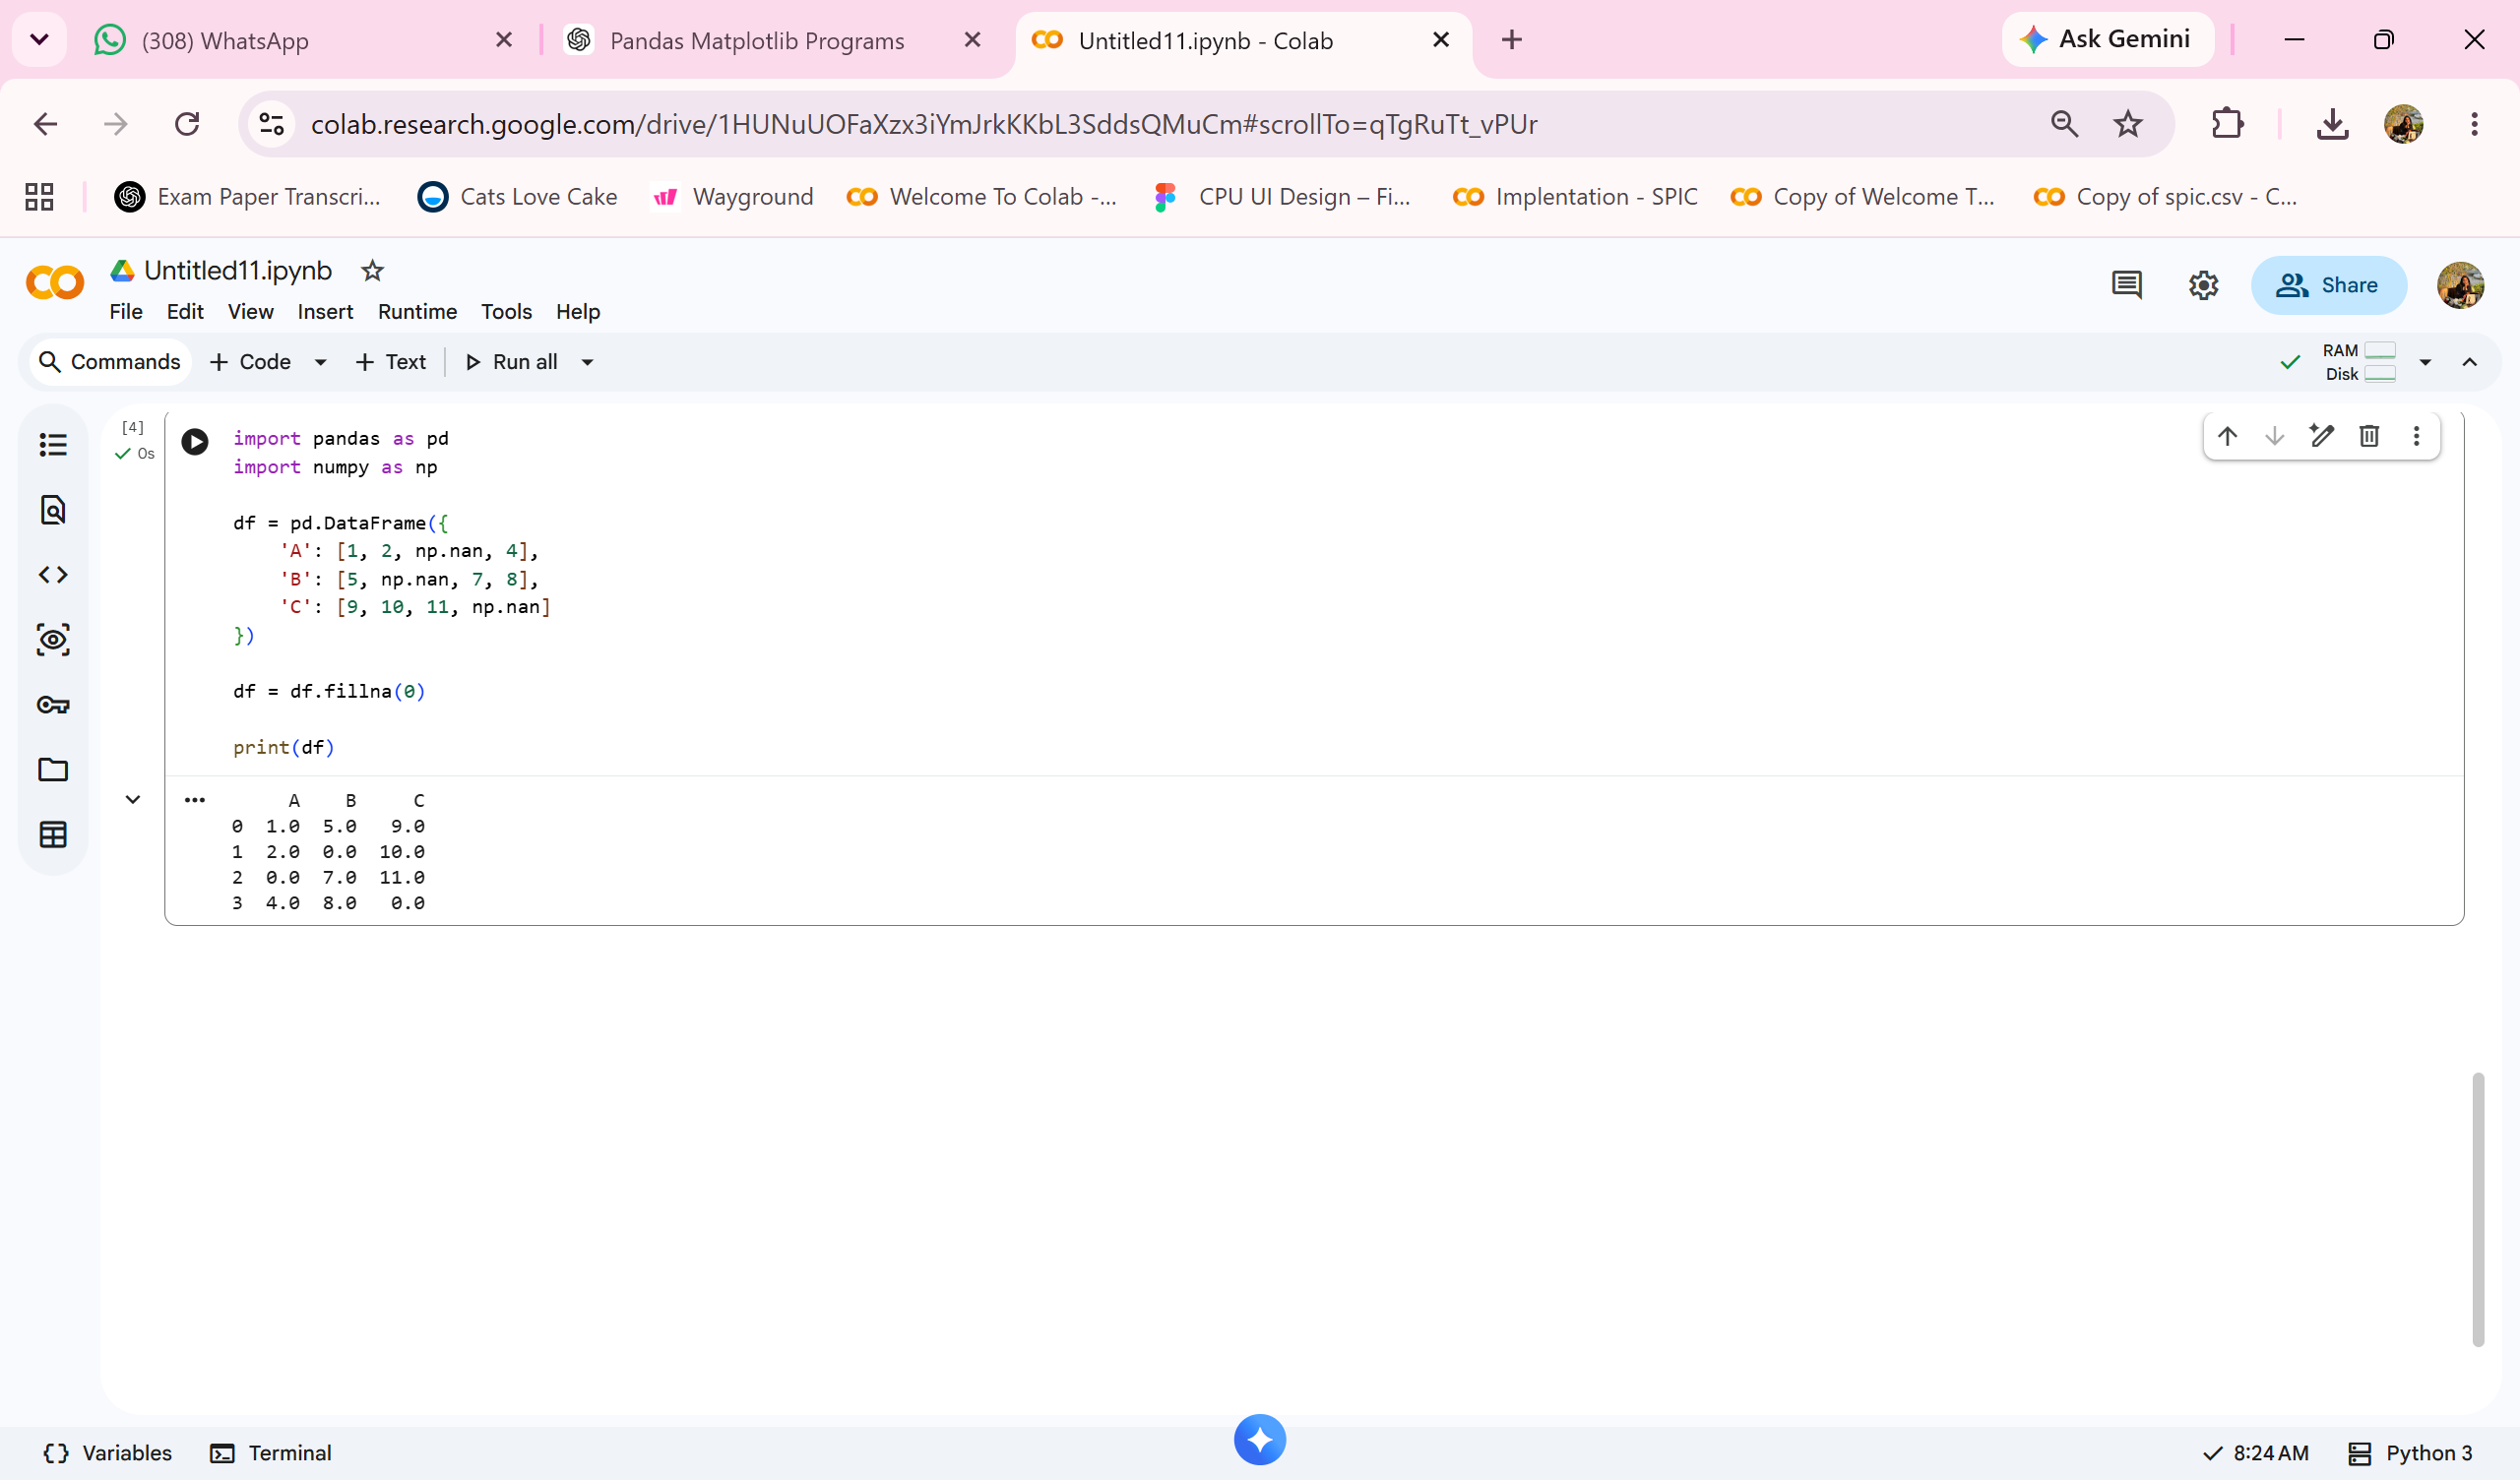 (308) WhatsApp
Pandas Matplotlib Programs
Untitled11.ipynb - Colab
Ask Gemini
colab.research.google.com/drive/1HUNuUOFaXzx3iYmJrkKKbL3SddsQMuCm#scrollTo=qTgRuTt_vPUr
Exam Paper Transcri...
Cats Love Cake
Wayground
Welcome To Colab -...
CPU UI Design – Fi...
Implentation - SPIC
Copy of Welcome T...
Copy of spic.csv - C...
Untitled11.ipynb
File Edit View Insert Runtime Tools Help
Share
Commands + Code + Text Run all
RAM
Disk
[4]
0s
import pandas as pd
import numpy as np
df = pd.DataFrame({
    'A': [1, 2, np.nan, 4],
    'B': [5, np.nan, 7, 8],
    'C': [9, 10, 11, np.nan]
})
df = df.fillna(0)
print(df)
     A    B     C
0  1.0  5.0   9.0
1  2.0  0.0  10.0
2  0.0  7.0  11.0
3  4.0  8.0   0.0
{} Variables
Terminal
8:24 AM
Python 3